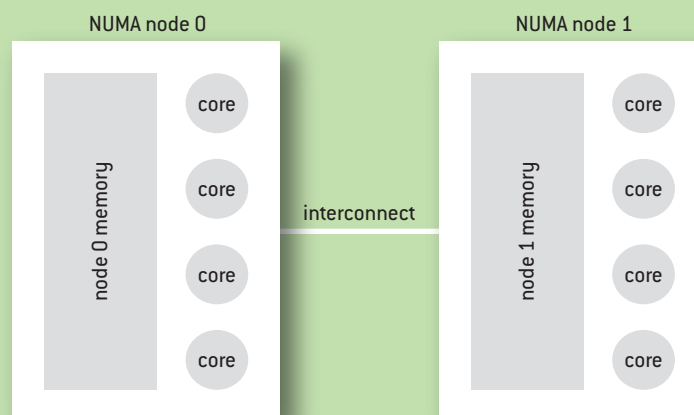 NUMA node 0
node 0 memory
core
core
core
core
interconnect
NUMA node 1
node 1 memory
core
core
core
core